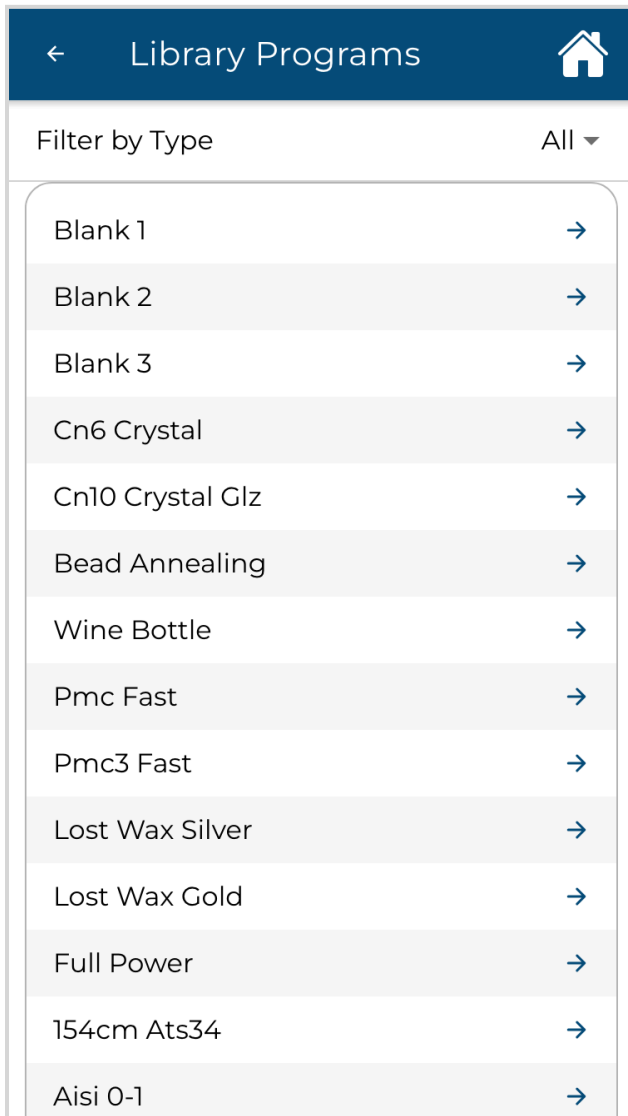 Library Programs
Filter by Type All
Blank 1
Blank 2
Blank 3
Cn6 Crystal
Cn10 Crystal Glz
Bead Annealing
Wine Bottle
Pmc Fast
Pmc3 Fast
Lost Wax Silver
Lost Wax Gold
Full Power
154cm Ats34
Aisi 0-1